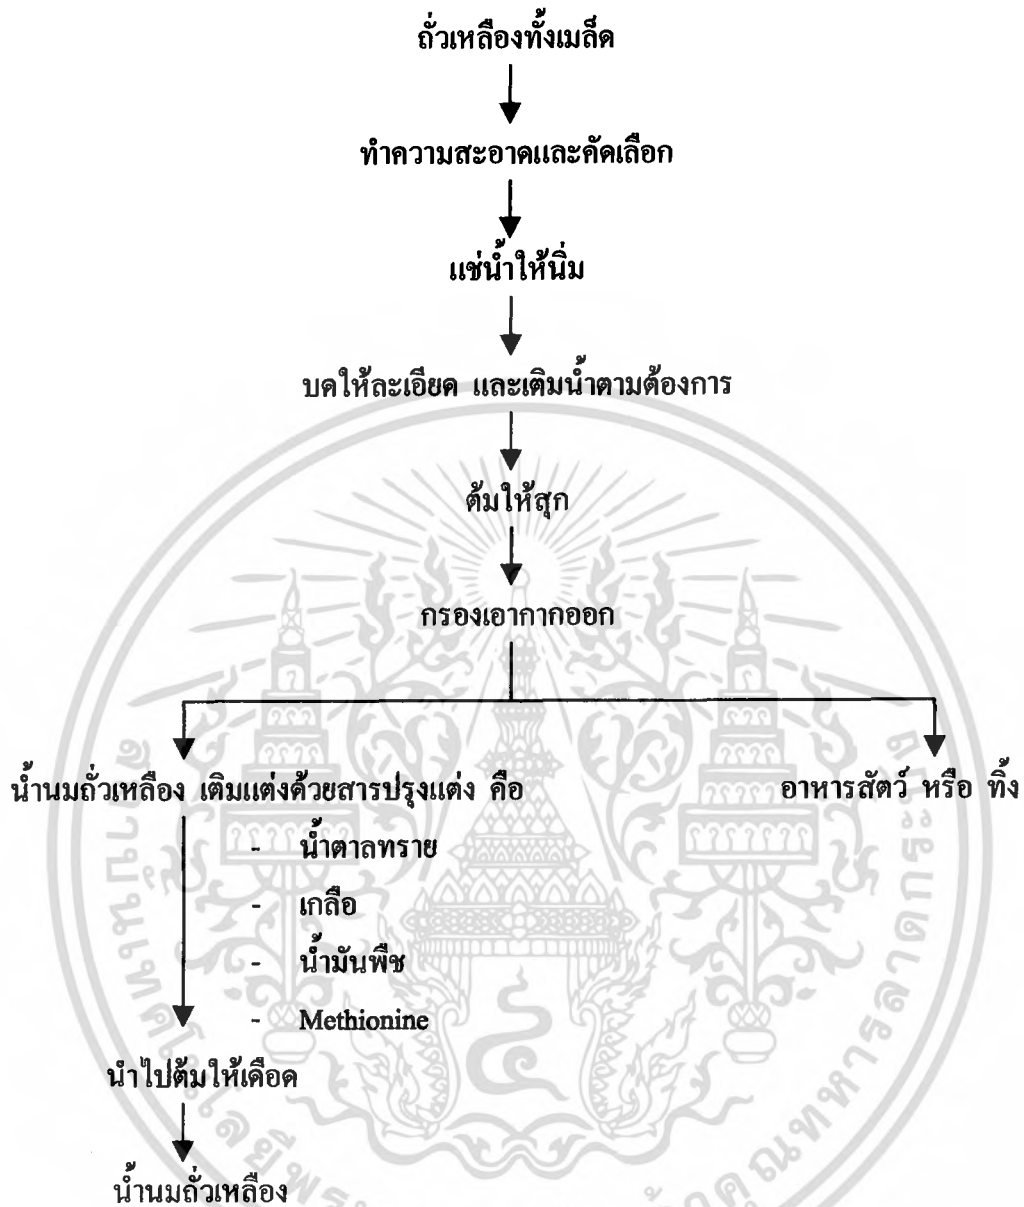 ถั่วเหลืองทั้งเมล็ด
ทำความสะอาดและคัดเลือก
แช่น้ำให้นิ่ม
บดให้ละเอียด และเติมน้ำตามต้องการ
ต้มให้สุก
กรองเอากากออก
น้ำนมถั่วเหลือง เติมแต่งด้วยสารปรุงแต่ง คือ
อาหารสัตว์ หรือ ทิ้ง
- น้ำตาลทราย
- เกลือ
- น้ำมันพืช
- Methionine
นำไปต้มให้เดือด
น้ำนมถั่วเหลือง